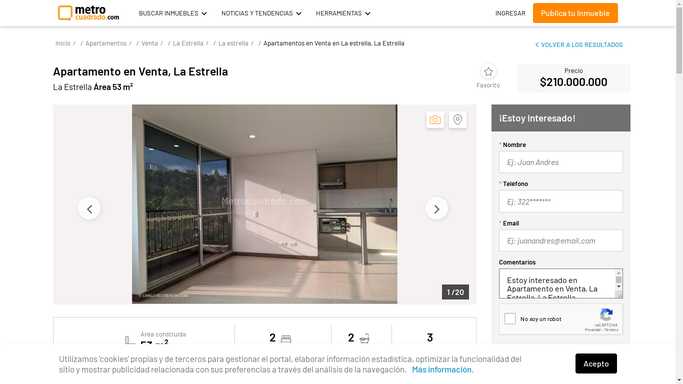 metro
cuadrado.com
BUSCAR INMUEBLES
NOTICIAS Y TENDENCIAS
HERRAMIENTAS
INGRESAR
Publica tu inmueble
Inicio / / Apartamentos / / Venta / / La Estrella / / La estrella / / Apartamentos en Venta en La estrella, La Estrella
VOLVER A LOS RESULTADOS
Apartamento en Venta, La Estrella
La Estrella Área 53 m²
Favorito
Precio
$210.000.000
Metrocuadrado.com
1 / 20
¡Estoy Interesado!
* Nombre
Ej: Juan Andres
* Teléfono
Ej: 322*******
* Email
Ej: juanandres@email.com
Comentarios
Estoy interesado en
Apartamento en Venta, La
Estrella, La Estrella
No soy un robot
reCAPTCHA
Privacidad - Términos
Área construida
53 m²
2
2
3
Utilizamos 'cookies' propias y de terceros para gestionar el portal, elaborar información estadística, optimizar la funcionalidad del
sitio y mostrar publicidad relacionada con sus preferencias a través del análisis de la navegación. Más información.
Acepto